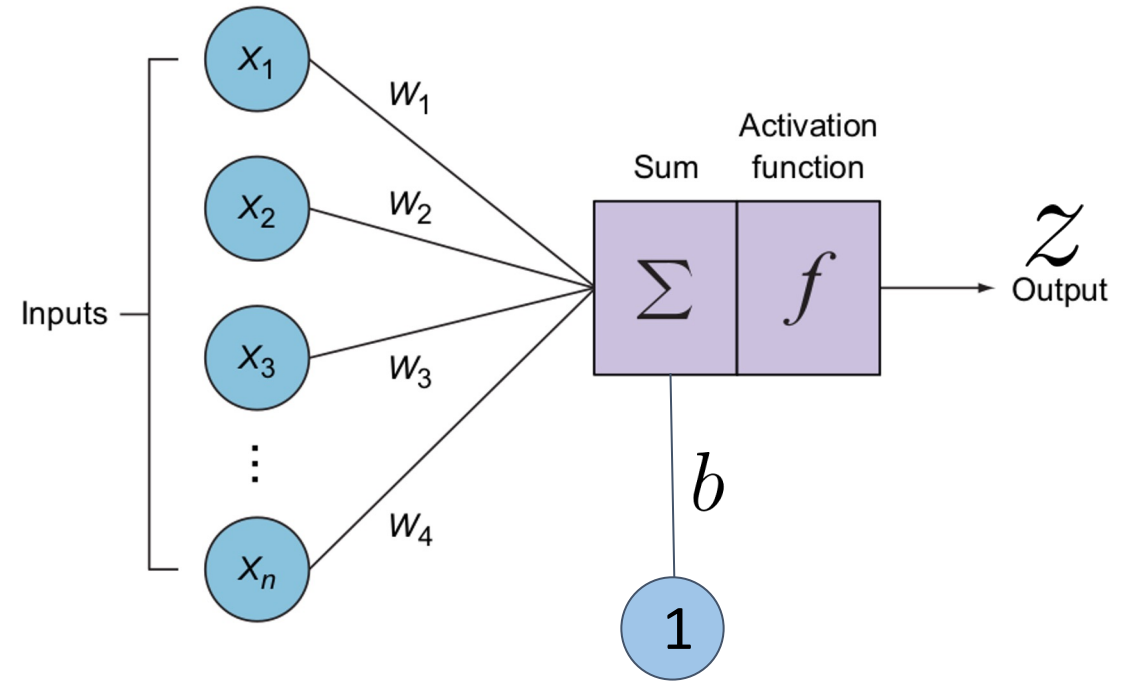 X₁
W₁
Activation
function
Sum
X₂
W₂
Σ
f
z
Output
Inputs
X₃
W₃
⋮
b
W₄
Xₙ
1